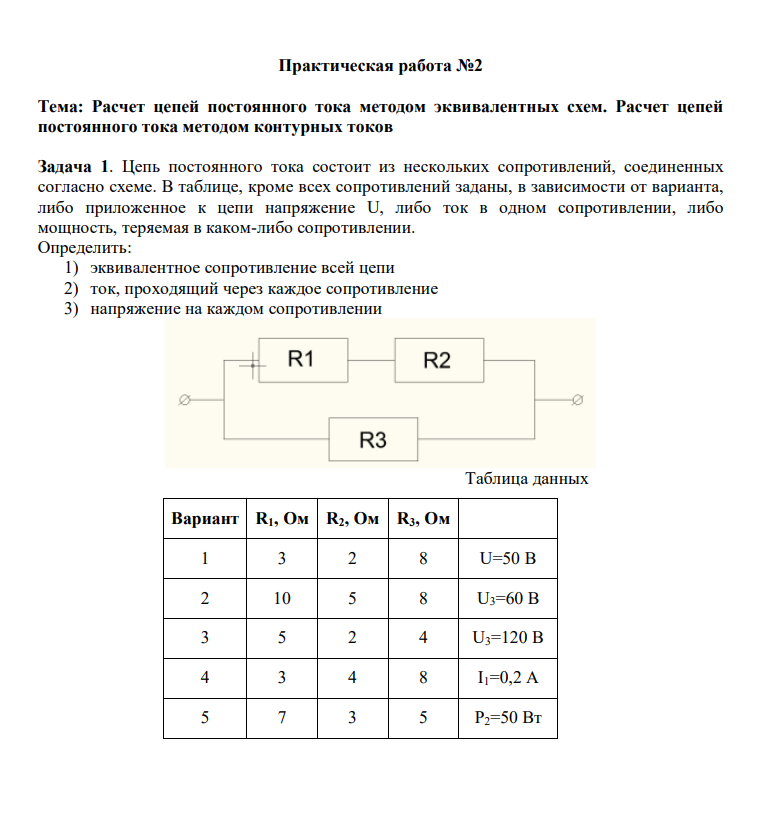 Практическая работа №2
Тема: Расчет цепей постоянного тока методом эквивалентных схем. Расчет цепей
постоянного тока методом контурных токов
Задача 1. Цепь постоянного тока состоит из нескольких сопротивлений, соединенных
согласно схеме. В таблице, кроме всех сопротивлений заданы, в зависимости от варианта,
либо приложенное к цепи напряжение U, либо ток в одном сопротивлении, либо
мощность, теряемая в каком-либо сопротивлении.
Определить:
1) эквивалентное сопротивление всей цепи
2) ток, проходящий через каждое сопротивление
3) напряжение на каждом сопротивлении
R1 R2
R3
Таблица данных
Вариант R₁, Ом R₂, Ом R₃, Ом
1 3 2 8 U=50 В
2 10 5 8 U₃=60 В
3 5 2 4 U₃=120 В
4 3 4 8 I₁=0,2 А
5 7 3 5 P₂=50 Вт